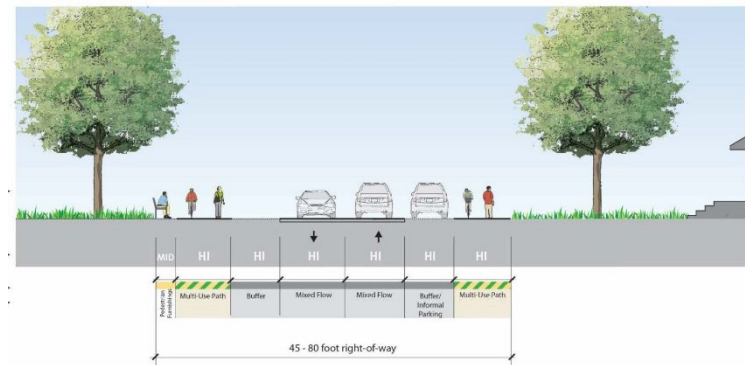 MID HI HI HI HI HI HI
Pedestrian
Furnishings
Multi-Use Path
Buffer
Mixed Flow
Mixed Flow
Buffer/
Informal
Parking
Multi-Use Path
45 - 80 foot right-of-way